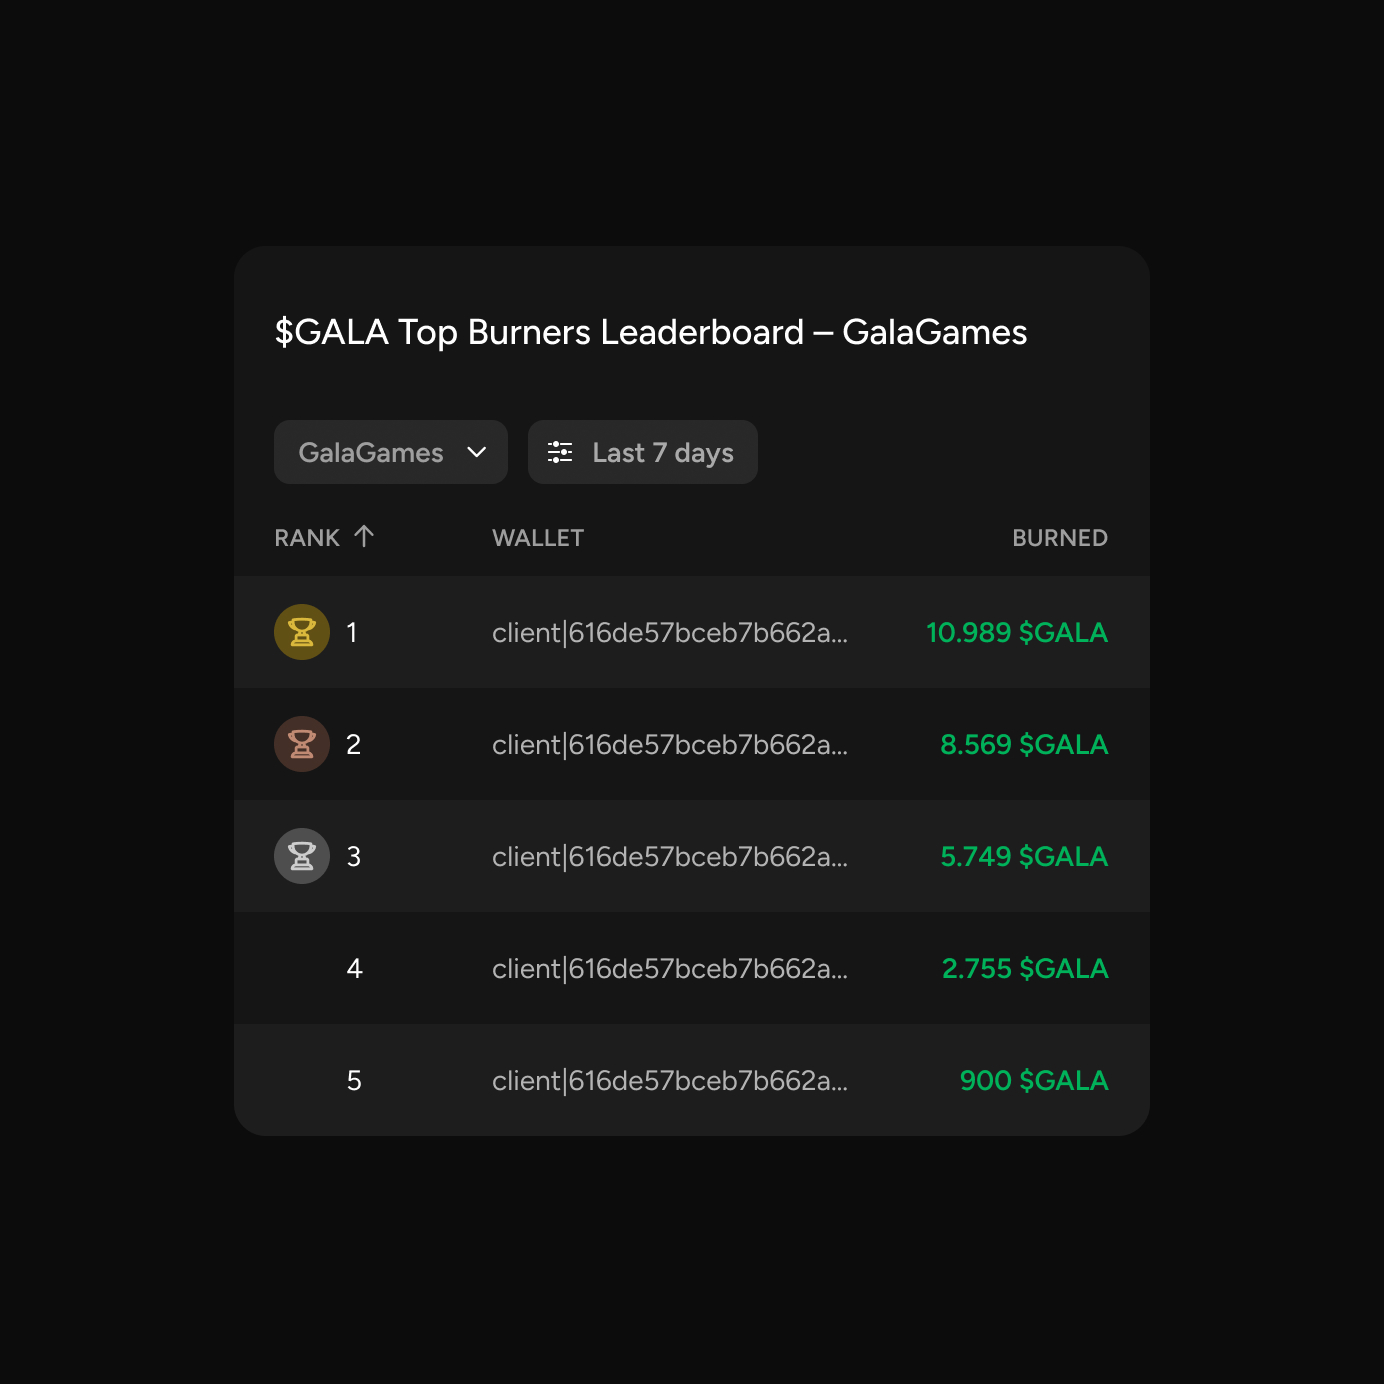 $GALA Top Burners Leaderboard – GalaGames
GalaGames Last 7 days
RANK WALLET BURNED
1 client|616de57bceb7b662a... 10.989 $GALA
2 client|616de57bceb7b662a... 8.569 $GALA
3 client|616de57bceb7b662a... 5.749 $GALA
4 client|616de57bceb7b662a... 2.755 $GALA
5 client|616de57bceb7b662a... 900 $GALA